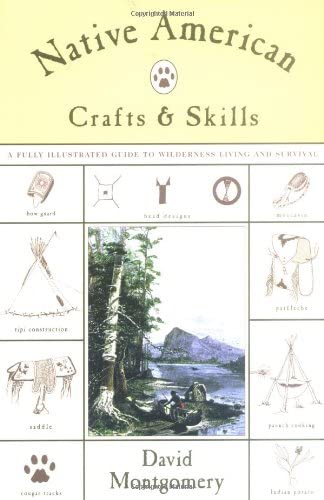 Native American
Crafts & Skills
A FULLY ILLUSTRATED GUIDE TO WILDERNESS LIVING AND SURVIVAL
bow guard
bead designs
moccasin
tipi construction
parfleche
saddle
paunch cooking
cougar tracks
David
Montgomery
Indian potato